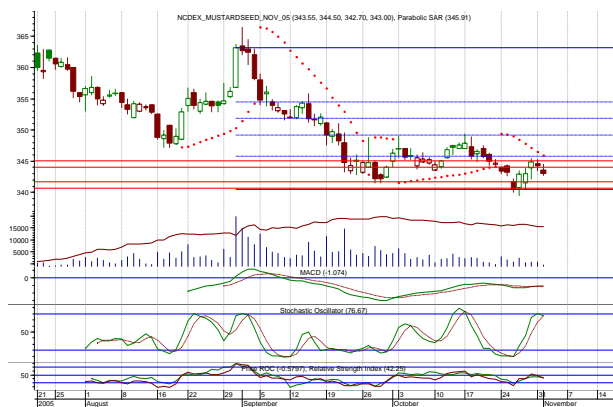 NCDEX_MUSTARDSEED_NOV_05 (343.55, 344.50, 342.70, 343.00), Parabolic SAR (345.91)
365
360
355
350
345
340
15000
10000
5000
MACD (-1.074)
0
Stochastic Oscillator (76.67)
50
Price ROC (-0.5797), Relative Strength Index (42.25)
50
21 25 1 8 16 22 29 5 12 19 26 3 10 17 24 31 7 14
2005 August September October November